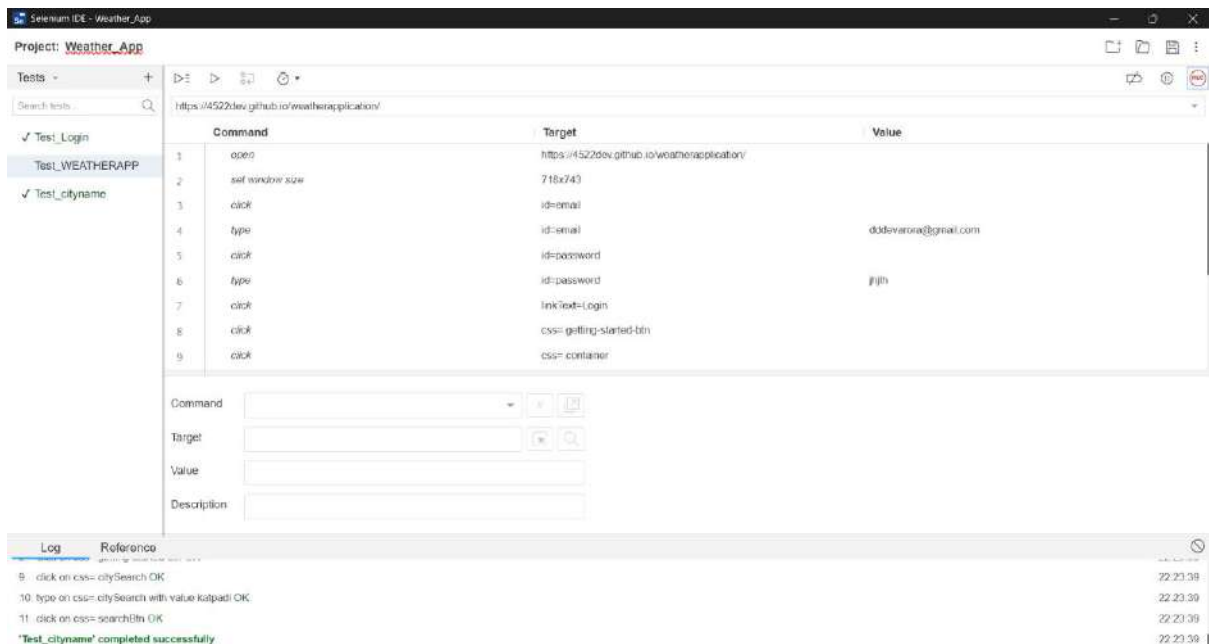 Selenium IDE - Weather_App
Project: Weather_App
Tests
Search tests...
https://4522dev.github.io/weatherapplication/
Command Target Value
✓ Test_Login
Test_WEATHERAPP
✓ Test_cityname
1 open https://4522dev.github.io/weatherapplication/
2 set window size 718x743
3 click id=email
4 type id=email dddevarora@gmail.com
5 click id=password
6 type id=password
7 click linkText=Login
8 click css=.getting-started-btn
9 click css=.container
Command
Target
Value
Description
Log Reference
9. click on css=.citySearch OK 22:23:39
10. type on css=.citySearch with value katpadi OK 22:23:39
11. click on css=.searchBtn OK 22:23:39
'Test_cityname' completed successfully 22:23:39